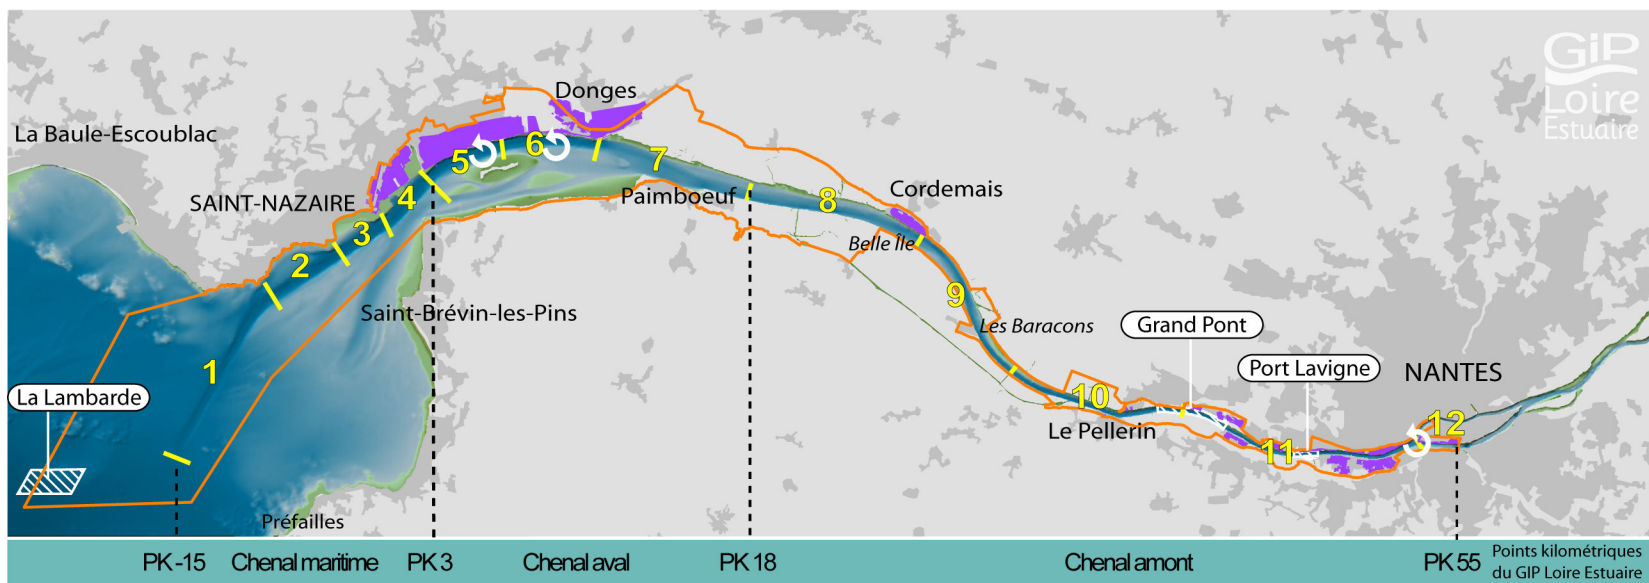 GiP
Loire
Estuaire
Donges
La Baule-Escoublac
6
5
7
SAINT-NAZAIRE
4
Paimboeuf
8
Cordemais
3
Belle Île
2
9
Saint-Brévin-les-Pins
Les Baracons
Grand Pont
1
Port Lavigne
NANTES
La Lambarde
10
12
Le Pellerin
11
Préfailles
PK -15
Chenal maritime
PK 3
Chenal aval
PK 18
Chenal amont
PK 55
Points kilométriques
du GIP Loire Estuaire